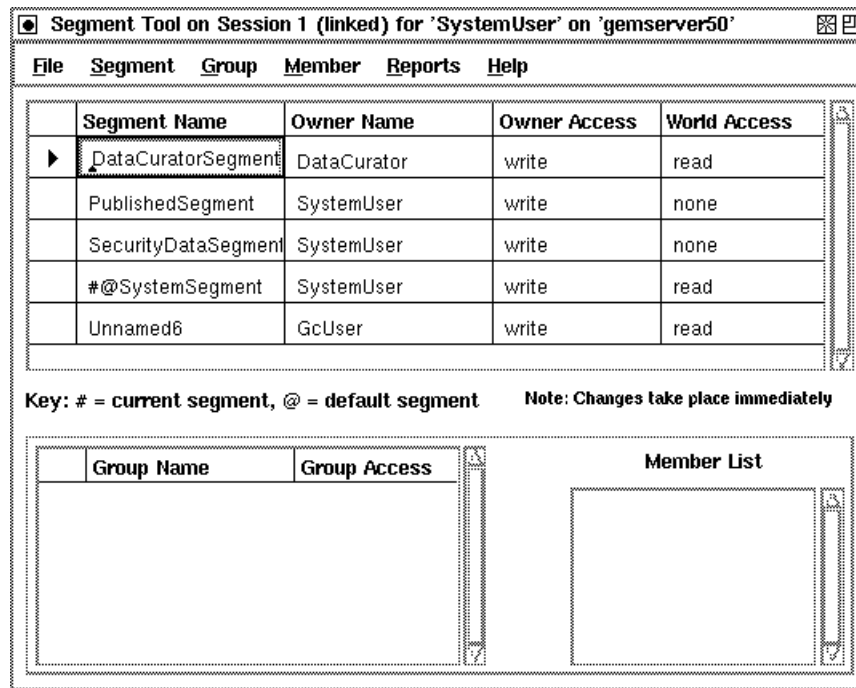 Segment Tool on Session 1 (linked) for 'SystemUser' on 'gemserver50'
File Segment Group Member Reports Help
Segment Name Owner Name Owner Access World Access
DataCuratorSegment DataCurator write read
PublishedSegment SystemUser write none
SecurityDataSegment SystemUser write none
#@SystemSegment SystemUser write read
Unnamed6 GcUser write read
Key: # = current segment, @ = default segment Note: Changes take place immediately
Group Name Group Access Member List